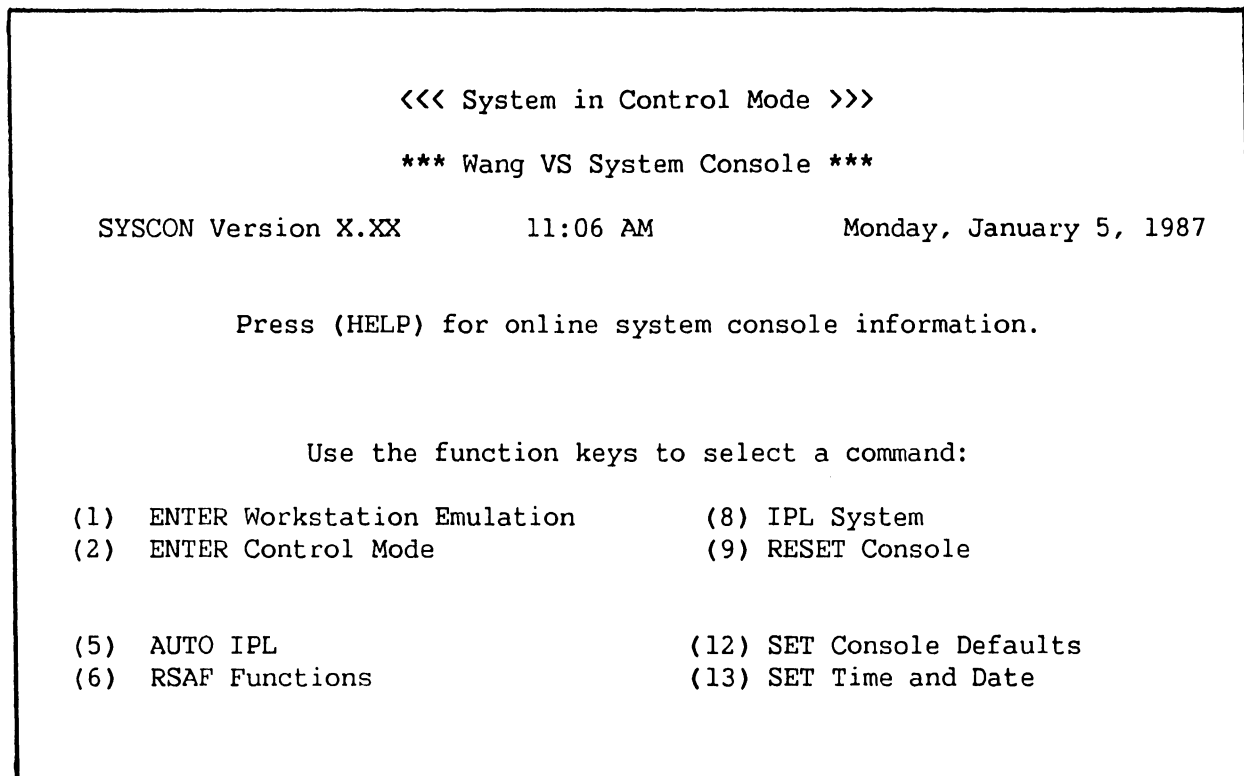 <<< System in Control Mode >>>
*** Wang VS System Console ***
SYSCON Version X.XX 11:06 AM Monday, January 5, 1987
Press (HELP) for online system console information.
Use the function keys to select a command:
(1) ENTER Workstation Emulation (8) IPL System
(2) ENTER Control Mode (9) RESET Console
(5) AUTO IPL (12) SET Console Defaults
(6) RSAF Functions (13) SET Time and Date